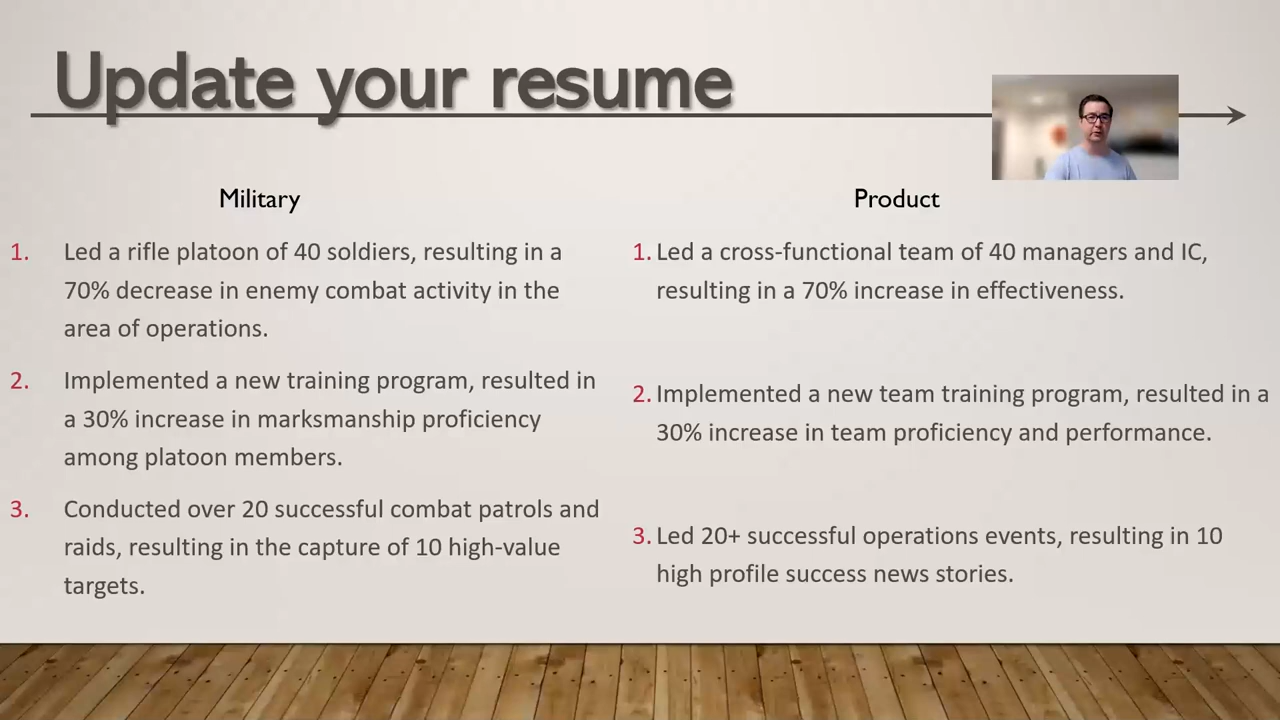 Update your resume
Military
1. Led a rifle platoon of 40 soldiers, resulting in a
70% decrease in enemy combat activity in the
area of operations.
2. Implemented a new training program, resulted in
a 30% increase in marksmanship proficiency
among platoon members.
3. Conducted over 20 successful combat patrols and
raids, resulting in the capture of 10 high-value
targets.
Product
1. Led a cross-functional team of 40 managers and IC,
resulting in a 70% increase in effectiveness.
2. Implemented a new team training program, resulted in a
30% increase in team proficiency and performance.
3. Led 20+ successful operations events, resulting in 10
high profile success news stories.